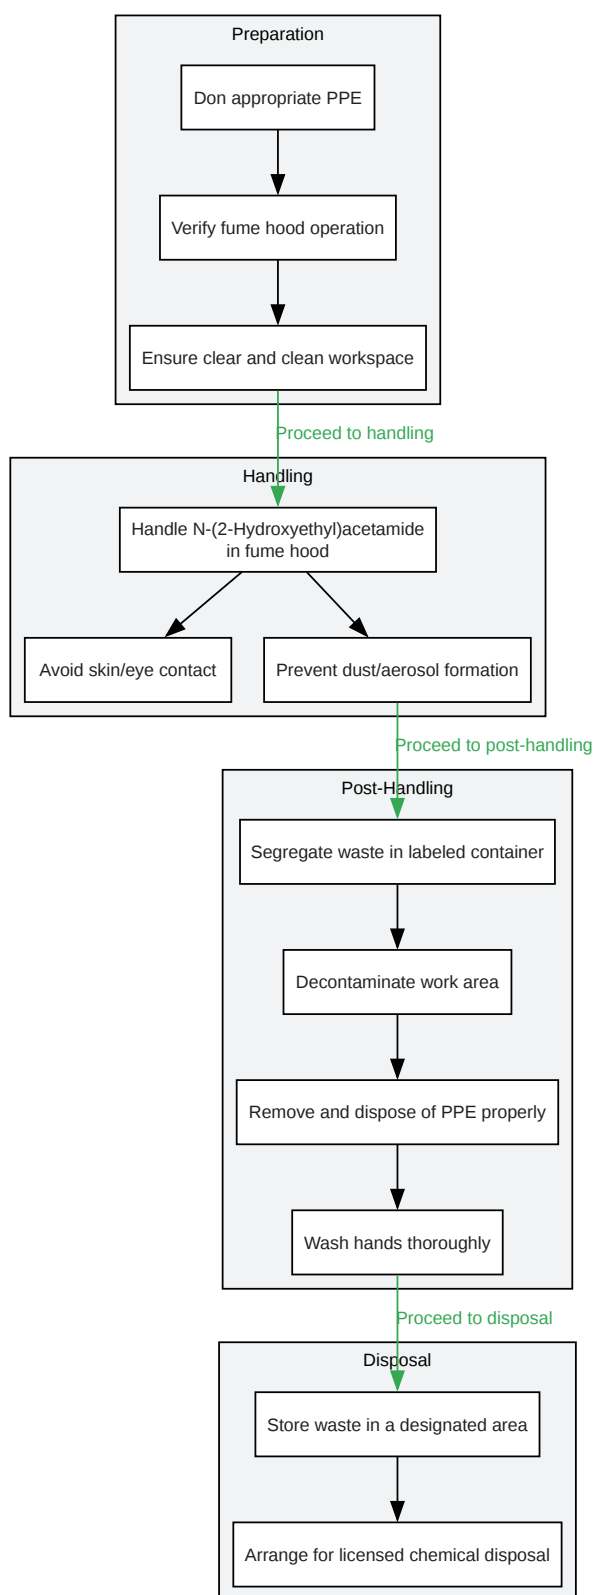 Preparation
Don appropriate PPE
Verify fume hood operation
Ensure clear and clean workspace
Proceed to handling
Handling
Handle N-(2-Hydroxyethyl)acetamide
in fume hood
Avoid skin/eye contact
Prevent dust/aerosol formation
Proceed to post-handling
Post-Handling
Segregate waste in labeled container
Decontaminate work area
Remove and dispose of PPE properly
Wash hands thoroughly
Proceed to disposal
Disposal
Store waste in a designated area
Arrange for licensed chemical disposal